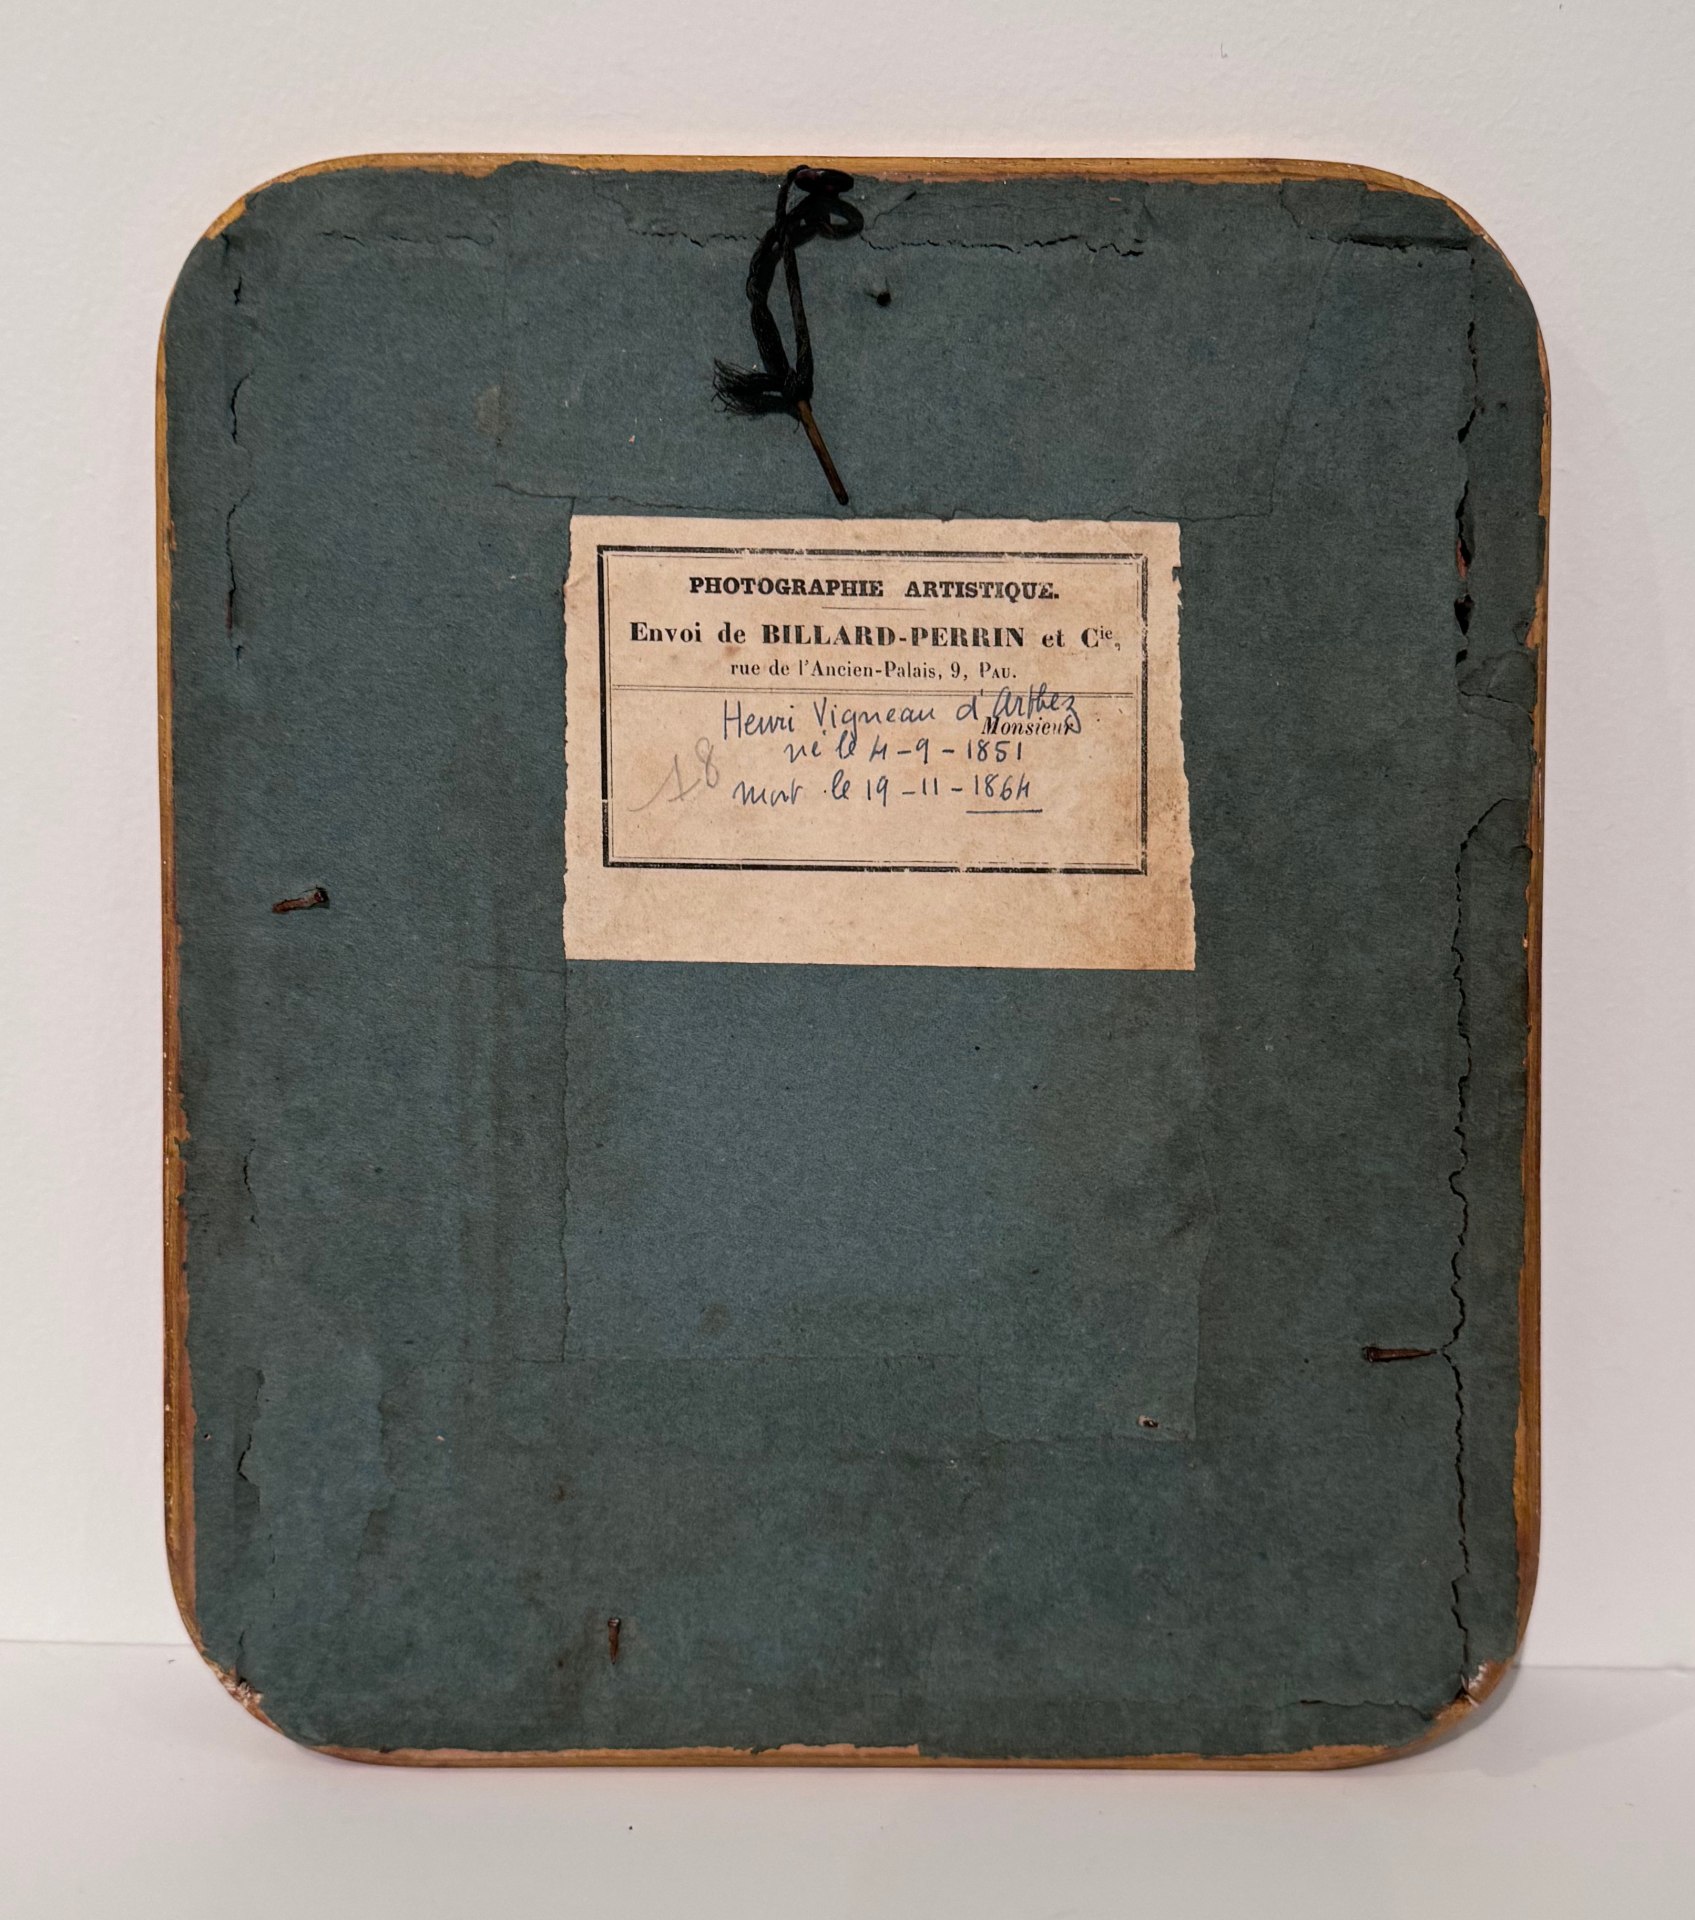 PHOTOGRAPHIE ARTISTIQUE.
Envoi de BILLARD-PERRIN et Cie,
rue de l'Ancien-Palais, 9, PAU.
Henri Vigneau d'Arthez
Monsieur
né le 4-9-1851
18
mort le 19-11-1864